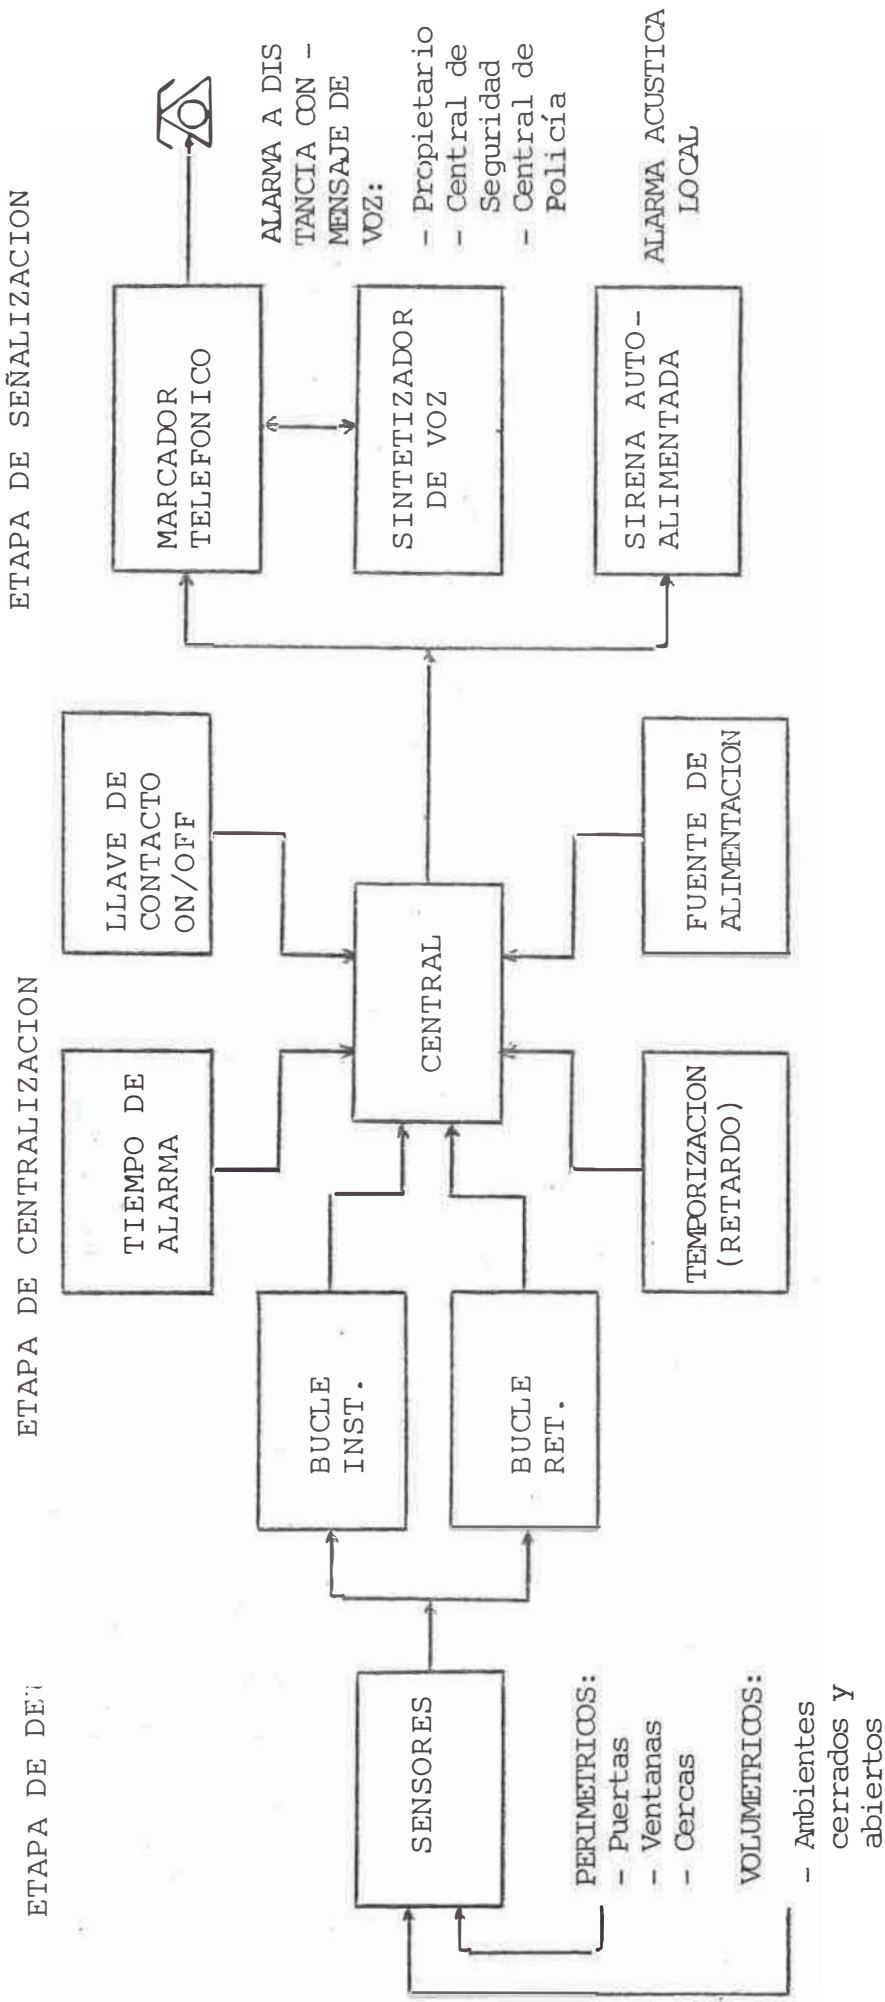 ETAPA DE
ETAPA DE CENTRALIZACION
ETAPA DE SEÑALIZACION
SENSORES
PERIMETRICOS:
- Puertas
- Ventanas
- Cercas
VOLUMETRICOS:
- Ambientes
cerrados y
abiertos
BUCLE
INST.
BUCLE
RET.
TIEMPO DE
ALARMA
LLAVE DE
CONTACTO
ON/OFF
CENTRAL
TEMPORIZACION
(RETARDO)
FUENTE DE
ALIMENTACION
MARCADOR
TELEFONICO
SINTETIZADOR
DE VOZ
SIRENA AUTO-
ALIMENTADA
ALARMA A DIS
TANCIA CON -
MENSAJE DE
VOZ:
- Propietario
- Central de
Seguridad
- Central de
Policía
ALARMA ACUSTICA
LOCAL